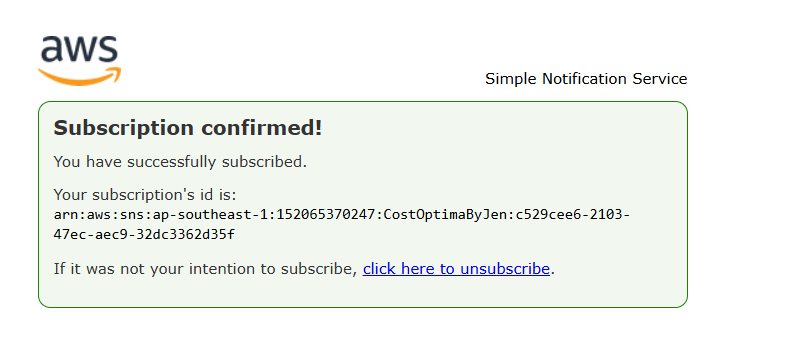 aws
Simple Notification Service
Subscription confirmed!
You have successfully subscribed.
Your subscription's id is:
arn:aws:sns:ap-southeast-1:152065370247:CostOptimaByJen:c529cee6-2103-
47ec-aec9-32dc3362d35f
If it was not your intention to subscribe, click here to unsubscribe.